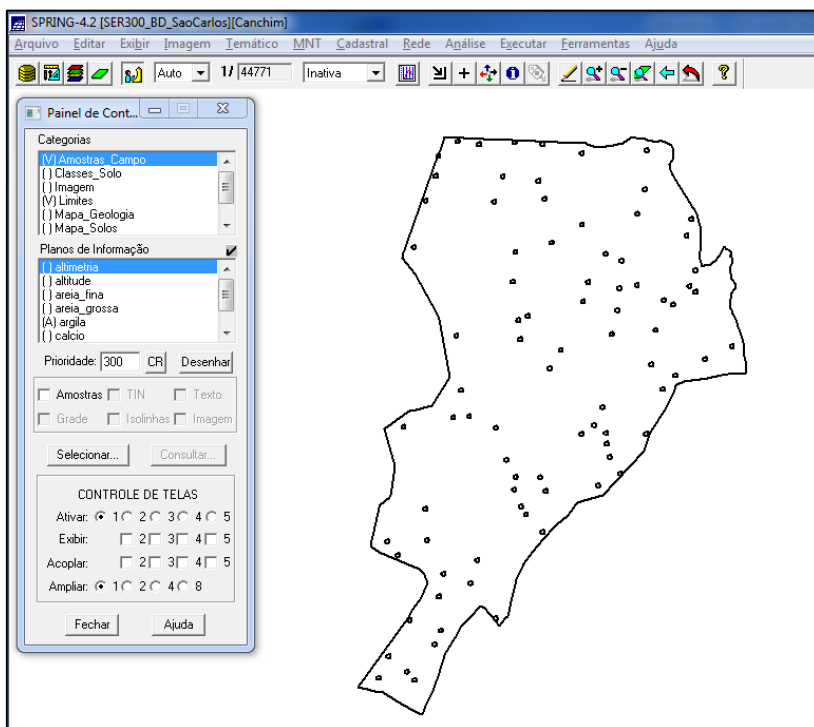 SPRING-4.2 [SER300_BD_SaoCarlos][Canchim]
Arquivo Editar Exibir Imagem Temático MNT Cadastral Rede Análise Executar Ferramentas Ajuda
Auto 1/ 44771 Inativa
Painel de Cont...
Categorias
(V) Amostras_Campo
( ) Classes_Solo
( ) Imagem
(V) Limites
( ) Mapa_Geologia
( ) Mapa_Solos
Planos de Informação
( ) altimetria
( ) altitude
( ) areia_fina
( ) areia_grossa
(A) argila
( ) calcio
Prioridade: 300 CR Desenhar
Amostras TIN Texto
Grade Isolinhas Imagem
Selecionar... Consultar...
CONTROLE DE TELAS
Ativar: 1 2 3 4 5
Exibir: 2 3 4 5
Acoplar: 2 3 4 5
Ampliar: 1 2 4 8
Fechar Ajuda